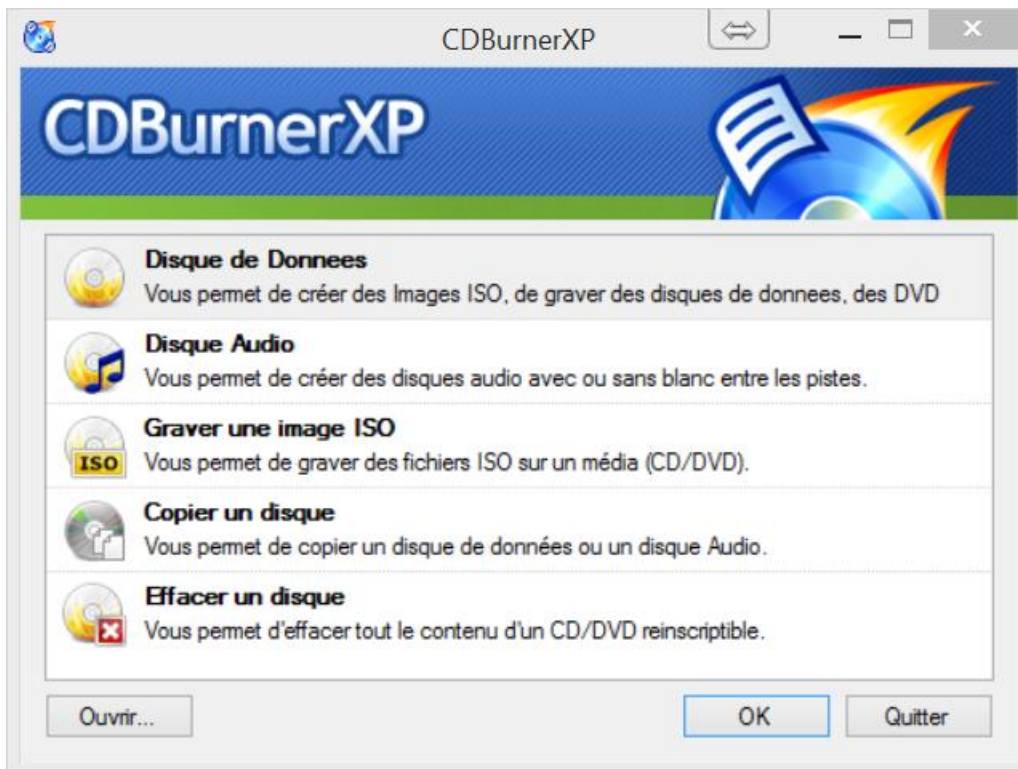 CDBurnerXP
CDBurnerXP
Disque de Donnees
Vous permet de créer des Images ISO, de graver des disques de donnees, des DVD
Disque Audio
Vous permet de créer des disques audio avec ou sans blanc entre les pistes.
Graver une image ISO
ISO
Vous permet de graver des fichiers ISO sur un média (CD/DVD).
Copier un disque
Vous permet de copier un disque de données ou un disque Audio.
Effacer un disque
Vous permet d'effacer tout le contenu d'un CD/DVD reinscriptible.
Ouvrir... OK Quitter